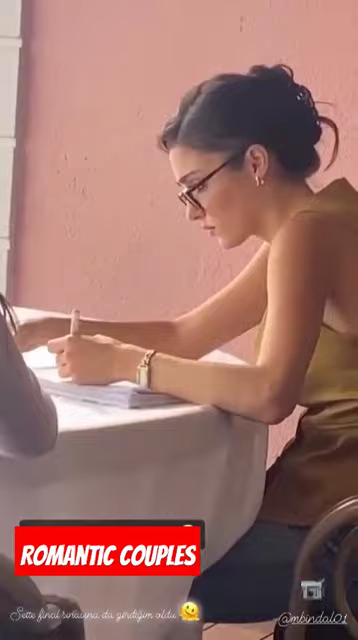 ROMANTIC COUPLES
Sette final sınavına da girdiğim oldu 🫠
@mbindal01